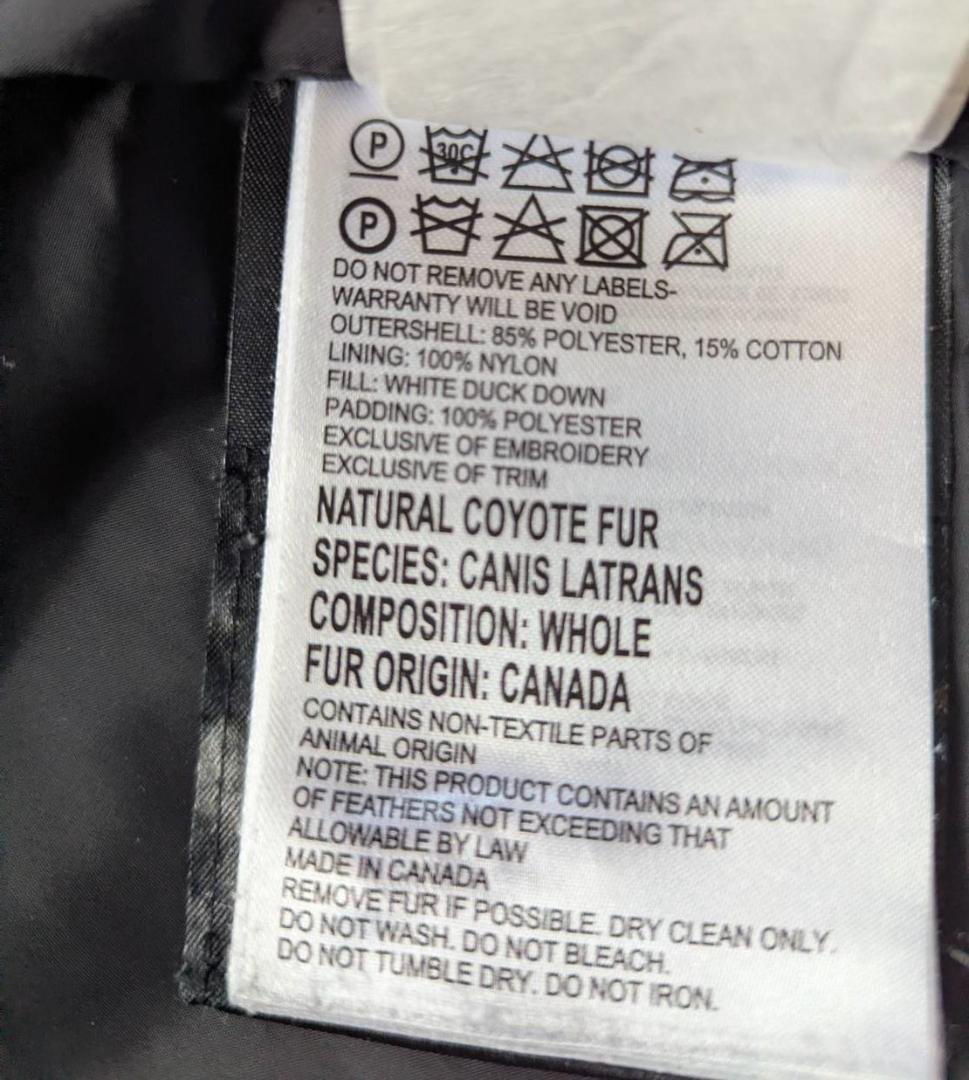 P 30C
P
DO NOT REMOVE ANY LABELS-
WARRANTY WILL BE VOID
OUTERSHELL: 85% POLYESTER, 15% COTTON
LINING: 100% NYLON
FILL: WHITE DUCK DOWN
PADDING: 100% POLYESTER
EXCLUSIVE OF EMBROIDERY
EXCLUSIVE OF TRIM
NATURAL COYOTE FUR
SPECIES: CANIS LATRANS
COMPOSITION: WHOLE
FUR ORIGIN: CANADA
CONTAINS NON-TEXTILE PARTS OF
ANIMAL ORIGIN
NOTE: THIS PRODUCT CONTAINS AN AMOUNT
OF FEATHERS NOT EXCEEDING THAT
ALLOWABLE BY LAW
MADE IN CANADA
REMOVE FUR IF POSSIBLE. DRY CLEAN ONLY.
DO NOT WASH. DO NOT BLEACH.
DO NOT TUMBLE DRY. DO NOT IRON.